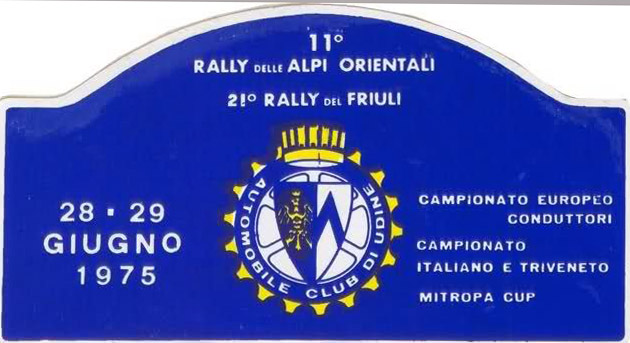 11°
RALLY DELLE ALPI ORIENTALI
21° RALLY DEL FRIULI
28 · 29
GIUGNO
1975
AUTOMOBILE CLUB DI UDINE
CAMPIONATO EUROPEO
CONDUTTORI
CAMPIONATO
ITALIANO E TRIVENETO
MITROPA CUP